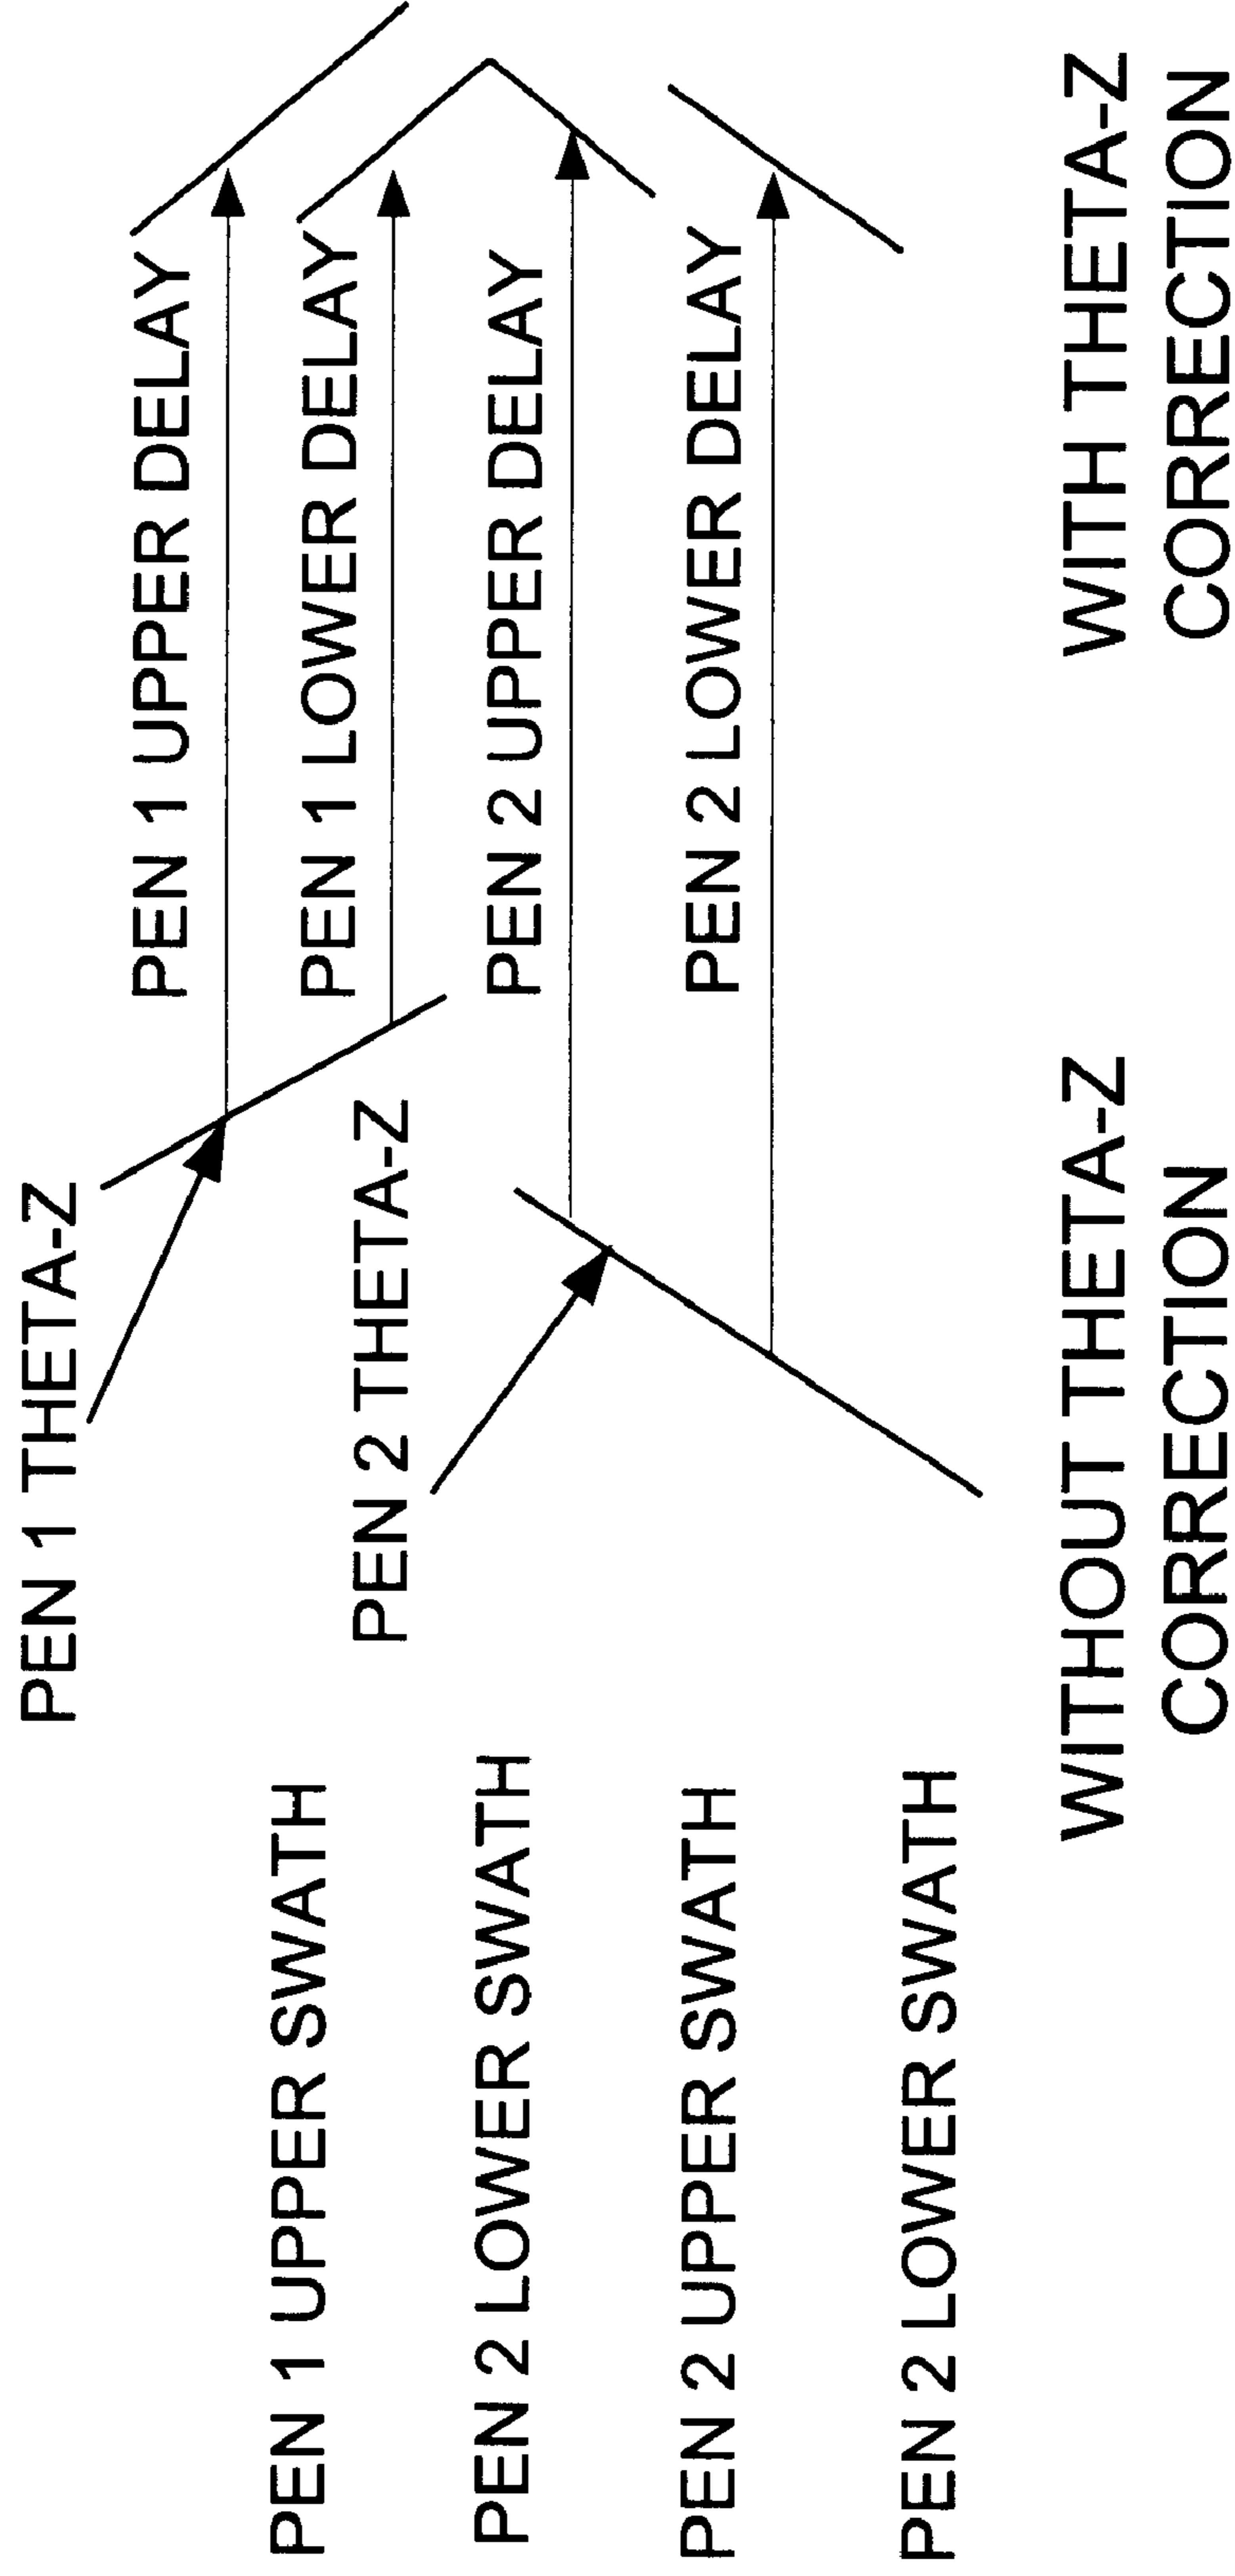 PEN 1 THETA-Z
PEN 1 UPPER DELAY
PEN 1 UPPER SWATH
PEN 1 LOWER DELAY
PEN 2 THETA-Z
PEN 2 LOWER SWATH
PEN 2 UPPER DELAY
PEN 2 UPPER SWATH
PEN 2 LOWER DELAY
PEN 2 LOWER SWATH
WITHOUT THETA-Z
CORRECTION
WITH THETA-Z
CORRECTION